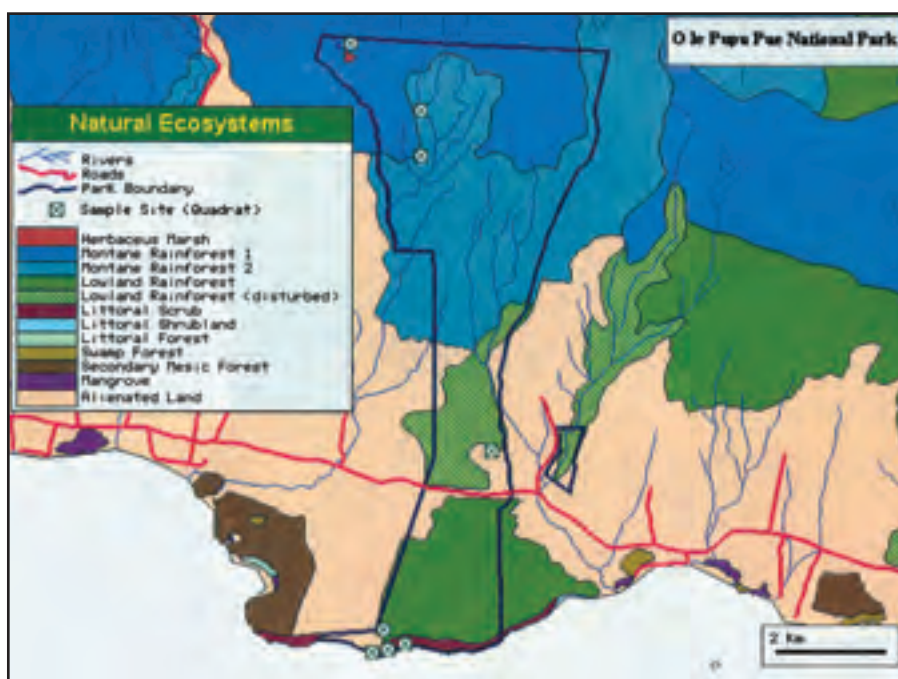 O le Pupu Pue National Park
Natural Ecosystems
Rivers
Roads
Park Boundary
Sample Site (Quadrat)
Herbaceus Marsh
Montane Rainforest 1
Montane Rainforest 2
Lowland Rainforest
Lowland Rainforest (disturbed)
Littoral Scrub
Littoral Shrubland
Littoral Forest
Swamp Forest
Secondary Mesic Forest
Mangrove
Alienated Land
2 Km